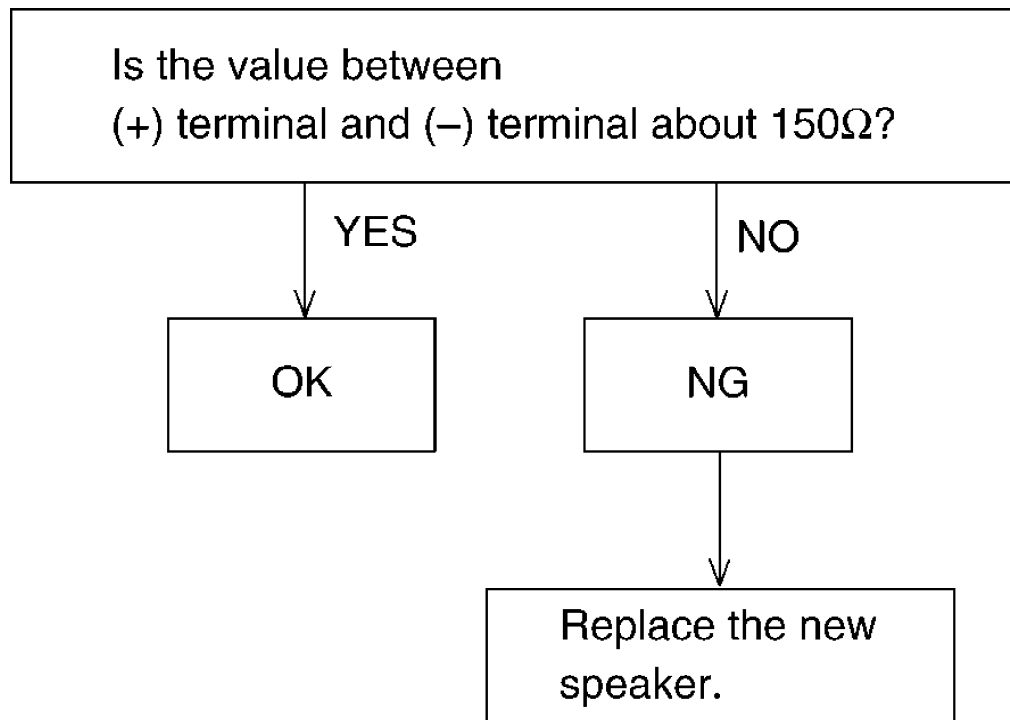 Is the value between
(+) terminal and (–) terminal about 150Ω?
YES
NO
OK
NG
Replace the new
speaker.